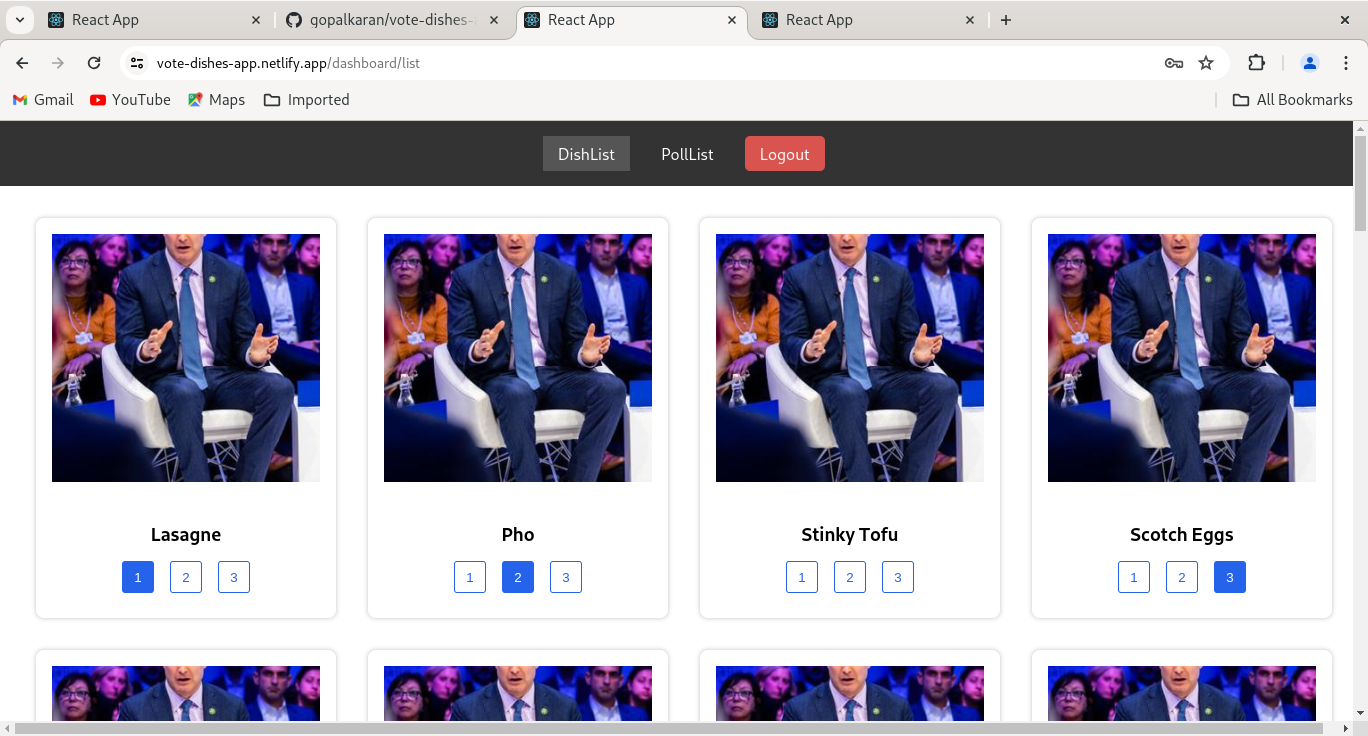 React App
gopalkaran/vote-dishes-
React App
React App
vote-dishes-app.netlify.app/dashboard/list
Gmail
YouTube
Maps
Imported
All Bookmarks
DishList
PollList
Logout
Lasagne
Pho
Stinky Tofu
Scotch Eggs
1 2 3
1 2 3
1 2 3
1 2 3